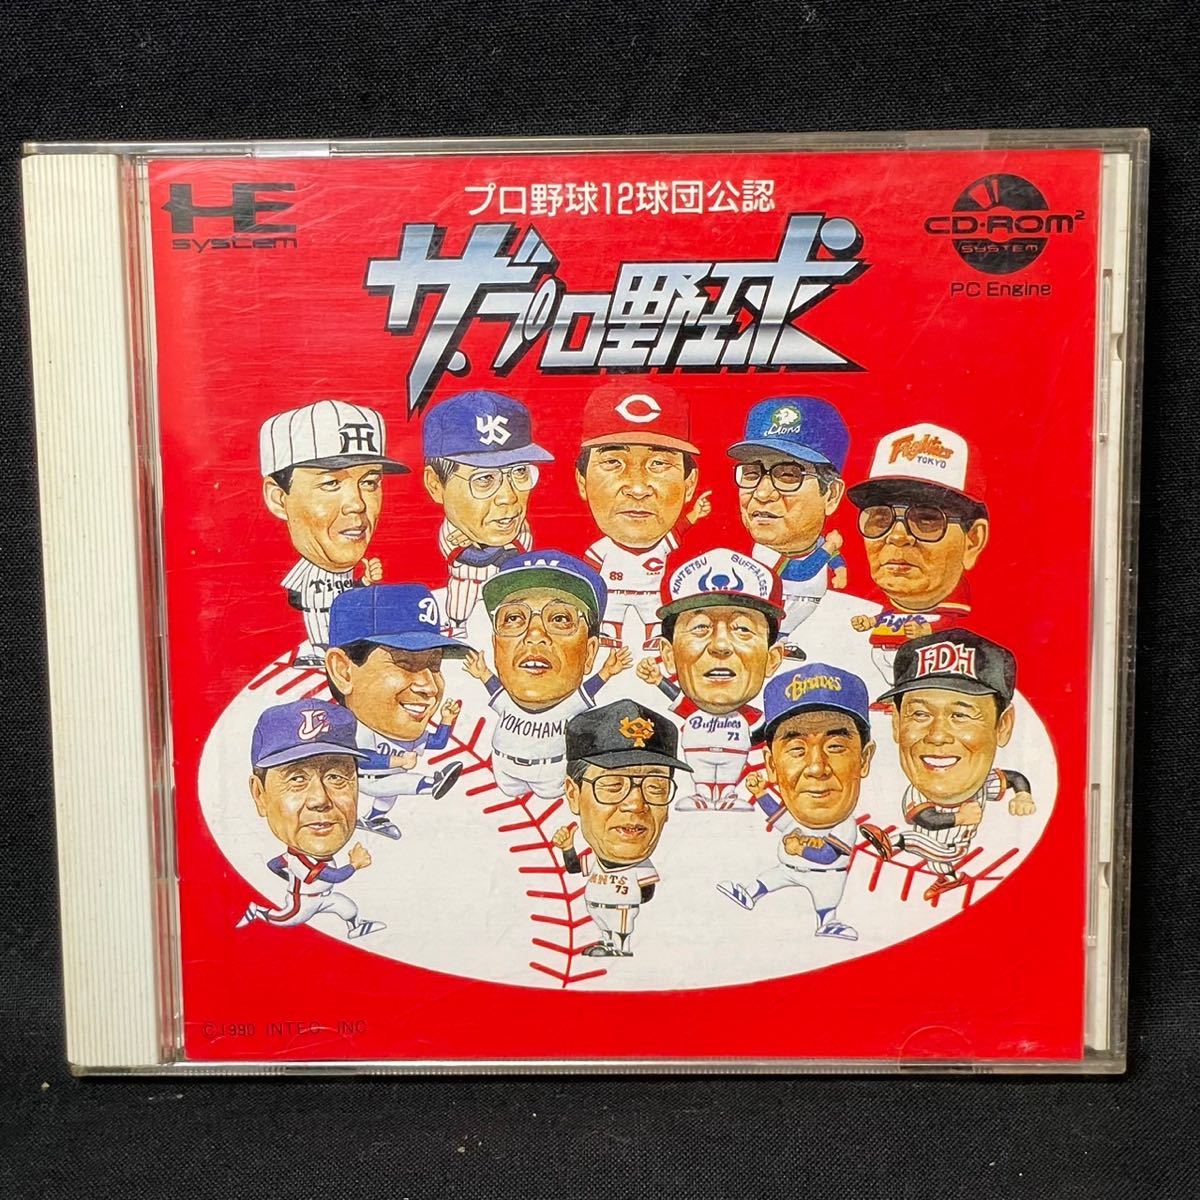 プロ野球12球団公認
HE
system
CD-ROM²
SYSTEM
PC Engine
ザ・プロ野球
HT
YS
C
Lions
Fighters
TOKYO
Tigers
88
D
W
KINTETSU BUFFALOES
Buffaloes
71
YOKOHAMA
Braves
FDH
GIANTS
73
©1990 INTEC INC